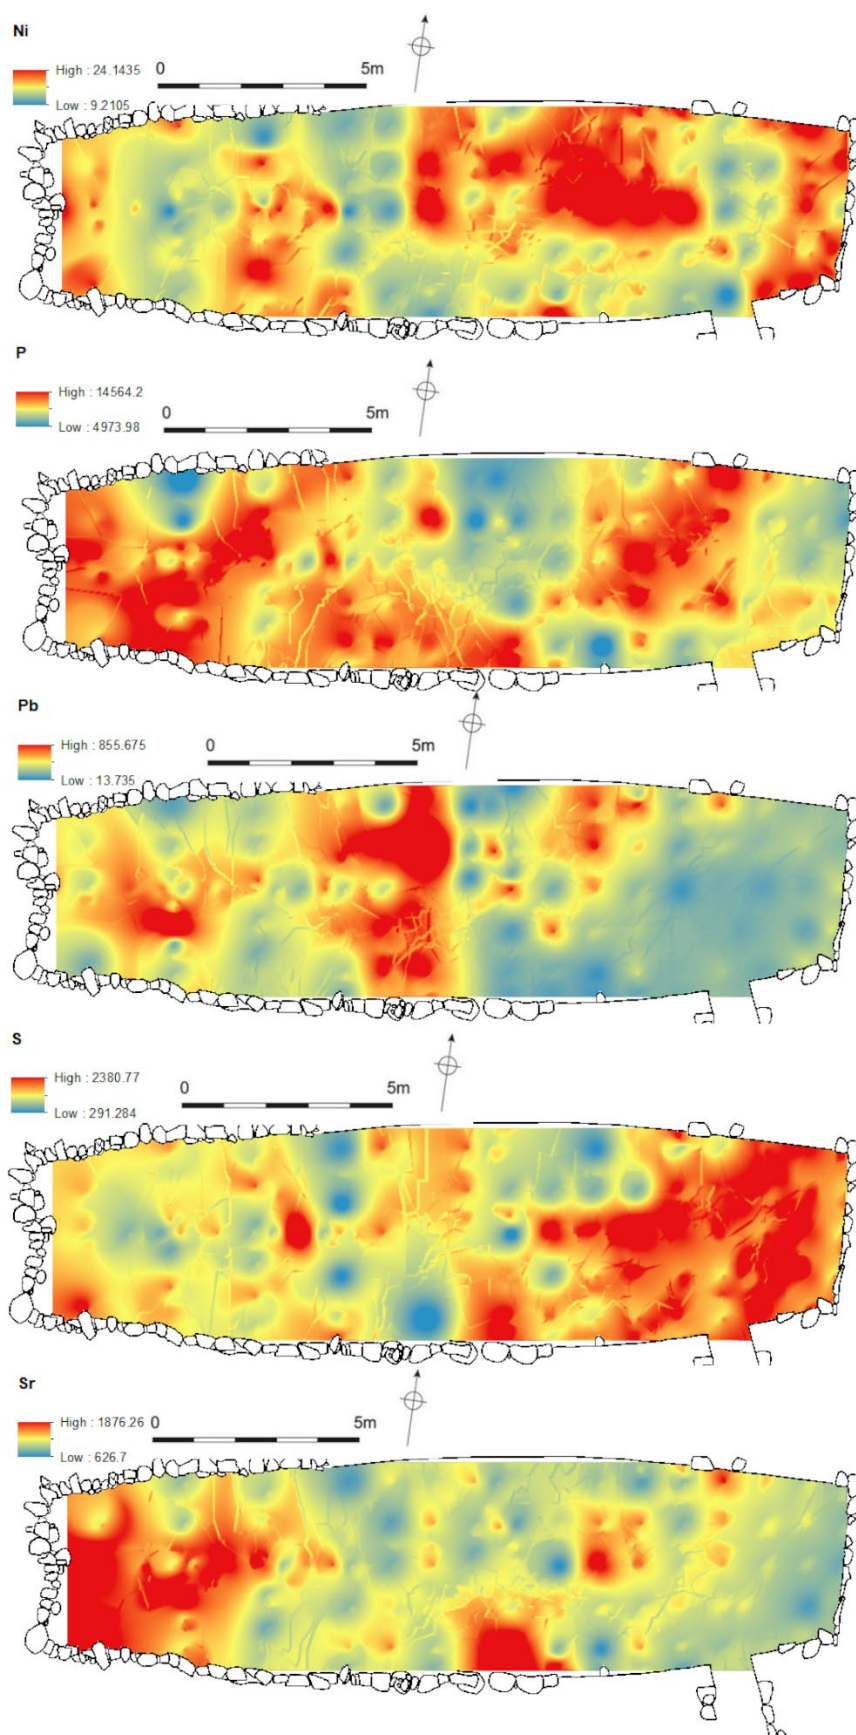 Ni
High : 24.1435
Low : 9.2105
0 5m
P
High : 14564.2
Low : 4973.98
0 5m
Pb
High : 855.675
Low : 13.735
0 5m
S
High : 2380.77
Low : 291.284
0 5m
Sr
High : 1876.26
Low : 626.7
0 5m